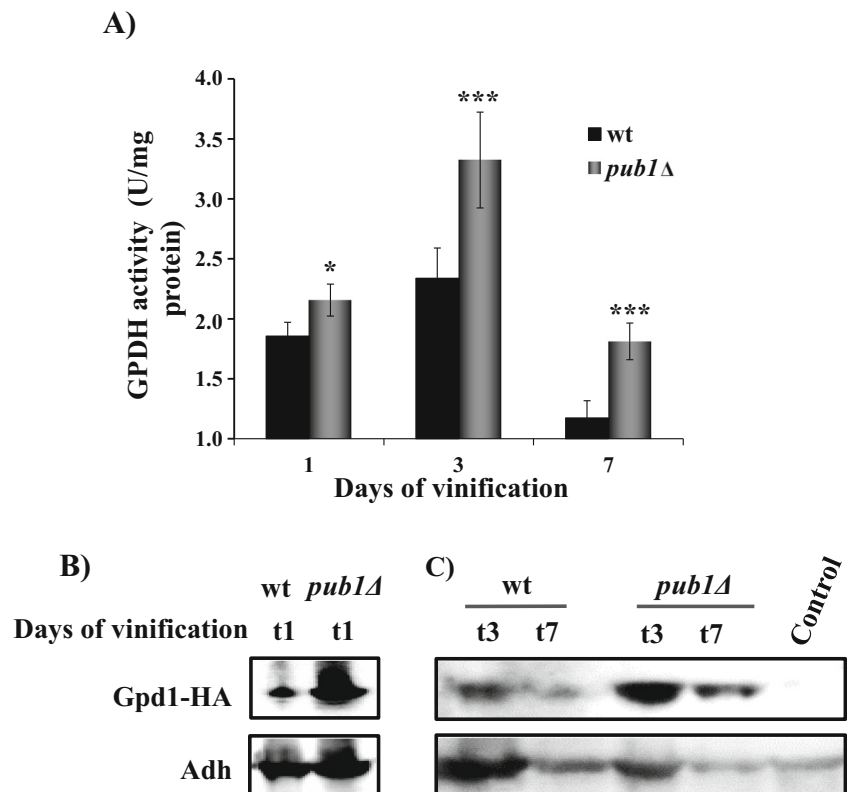 A)
4.0
3.5
3.0
2.5
2.0
1.5
1.0
GPDH activity (U/mg
protein)
*
***
***
wt
pub1Δ
1 3 7
Days of vinification
B)
wt pub1Δ
Days of vinification t1 t1
C)
wt pub1Δ Control
t3 t7 t3 t7
Gpd1-HA
Adh